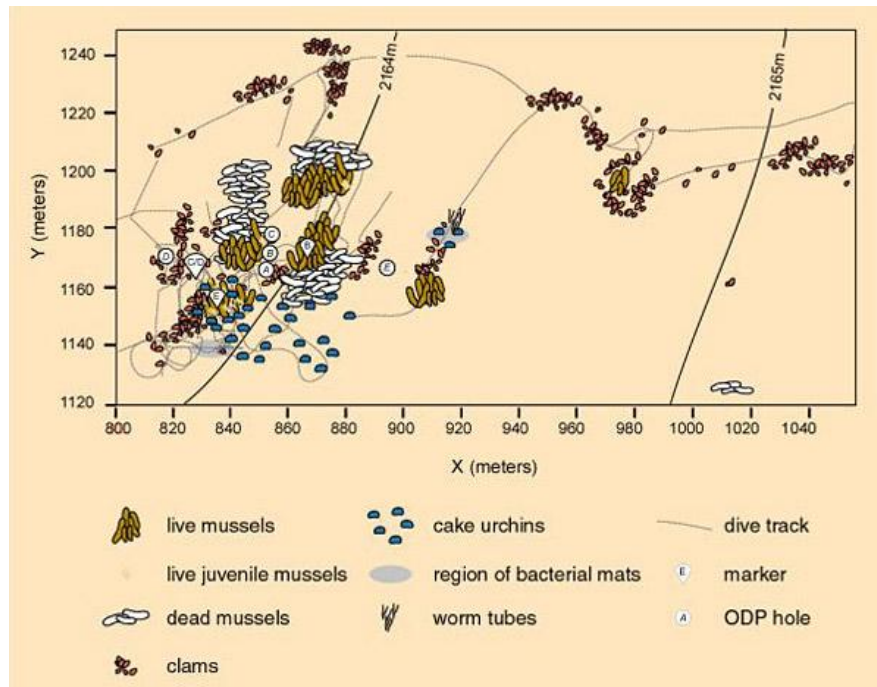 1240
1220
1200
1180
1160
1140
1120
Y (meters)
2164m
2165m
D
C/D
C
B
A
B
E
E
800
820
840
860
880
900
920
940
960
980
1000
1020
1040
X (meters)
live mussels
cake urchins
dive track
live juvenile mussels
region of bacterial mats
E
marker
dead mussels
worm tubes
A
ODP hole
clams